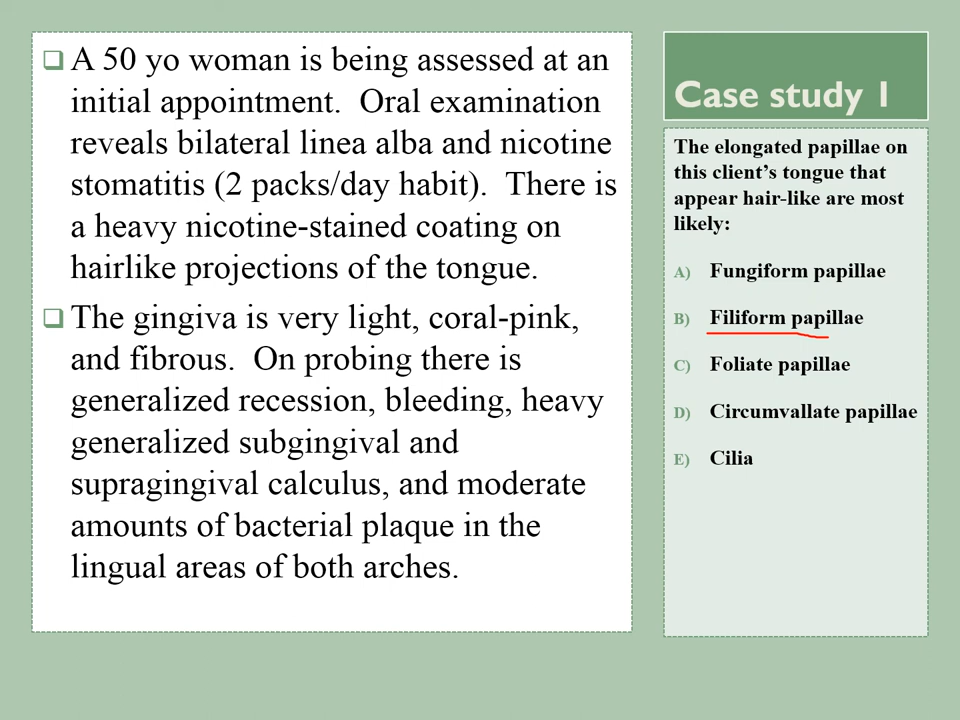 A 50 yo woman is being assessed at an
initial appointment. Oral examination
reveals bilateral linea alba and nicotine
stomatitis (2 packs/day habit). There is
a heavy nicotine-stained coating on
hairlike projections of the tongue.
The gingiva is very light, coral-pink,
and fibrous. On probing there is
generalized recession, bleeding, heavy
generalized subgingival and
supragingival calculus, and moderate
amounts of bacterial plaque in the
lingual areas of both arches.
Case study 1
The elongated papillae on
this client's tongue that
appear hair-like are most
likely:
A) Fungiform papillae
B) Filiform papillae
C) Foliate papillae
D) Circumvallate papillae
E) Cilia